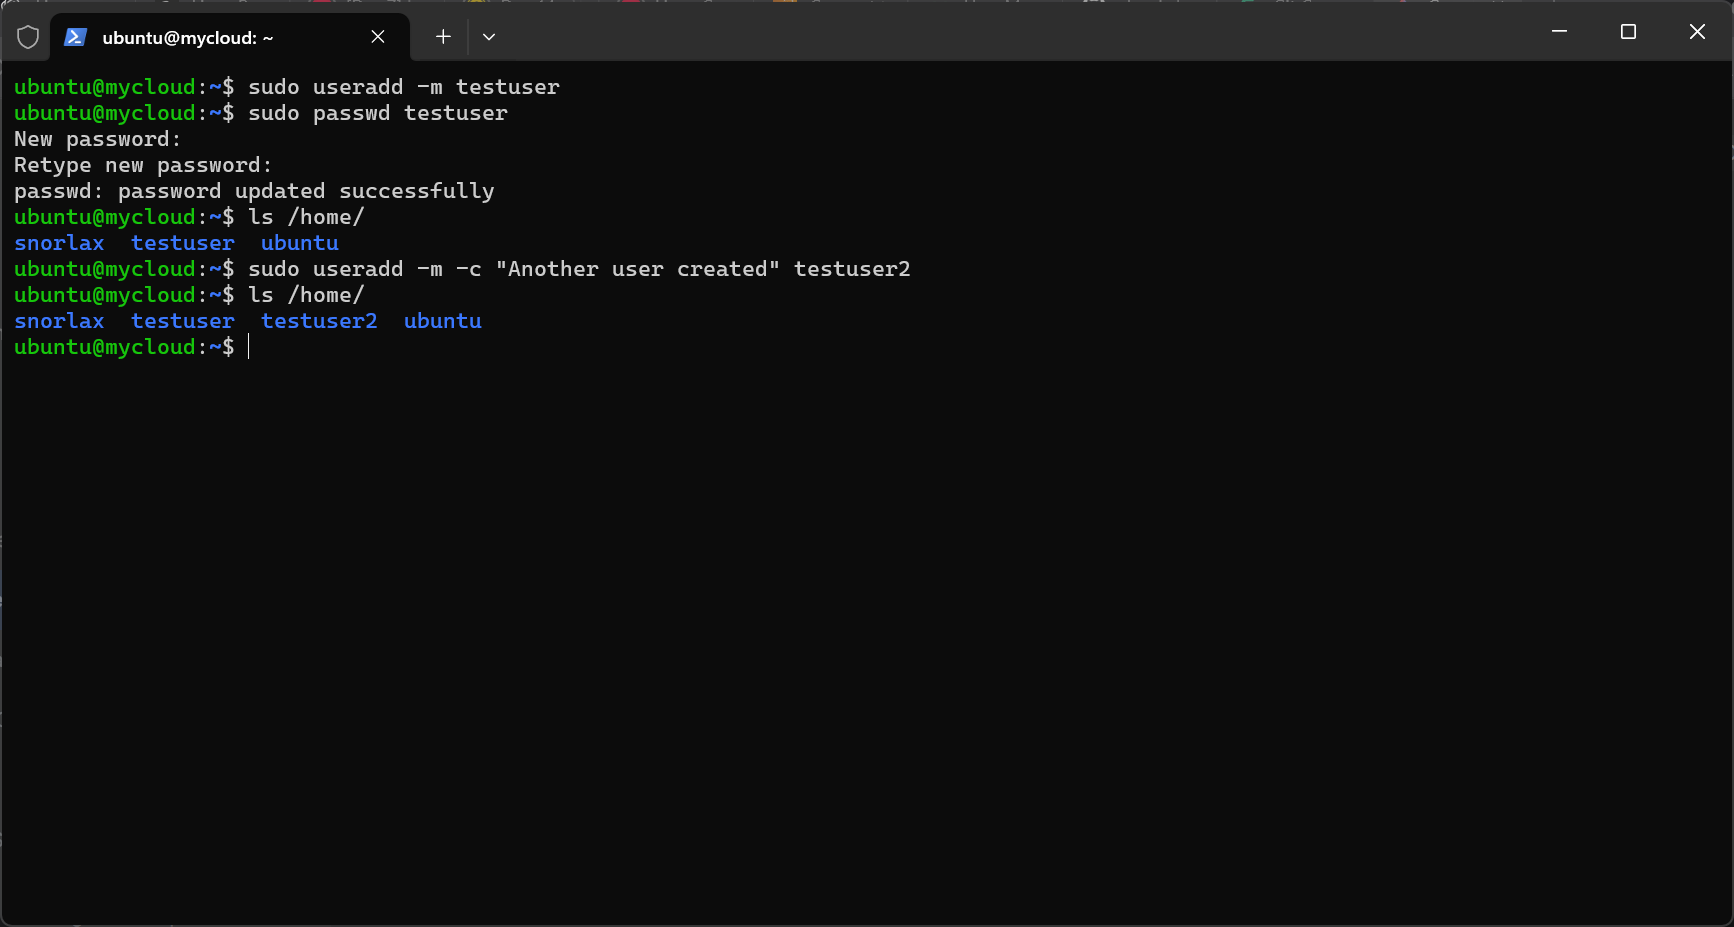 ubuntu@mycloud: ~
ubuntu@mycloud:~$ sudo useradd -m testuser
ubuntu@mycloud:~$ sudo passwd testuser
New password:
Retype new password:
passwd: password updated successfully
ubuntu@mycloud:~$ ls /home/
snorlax  testuser  ubuntu
ubuntu@mycloud:~$ sudo useradd -m -c "Another user created" testuser2
ubuntu@mycloud:~$ ls /home/
snorlax  testuser  testuser2  ubuntu
ubuntu@mycloud:~$